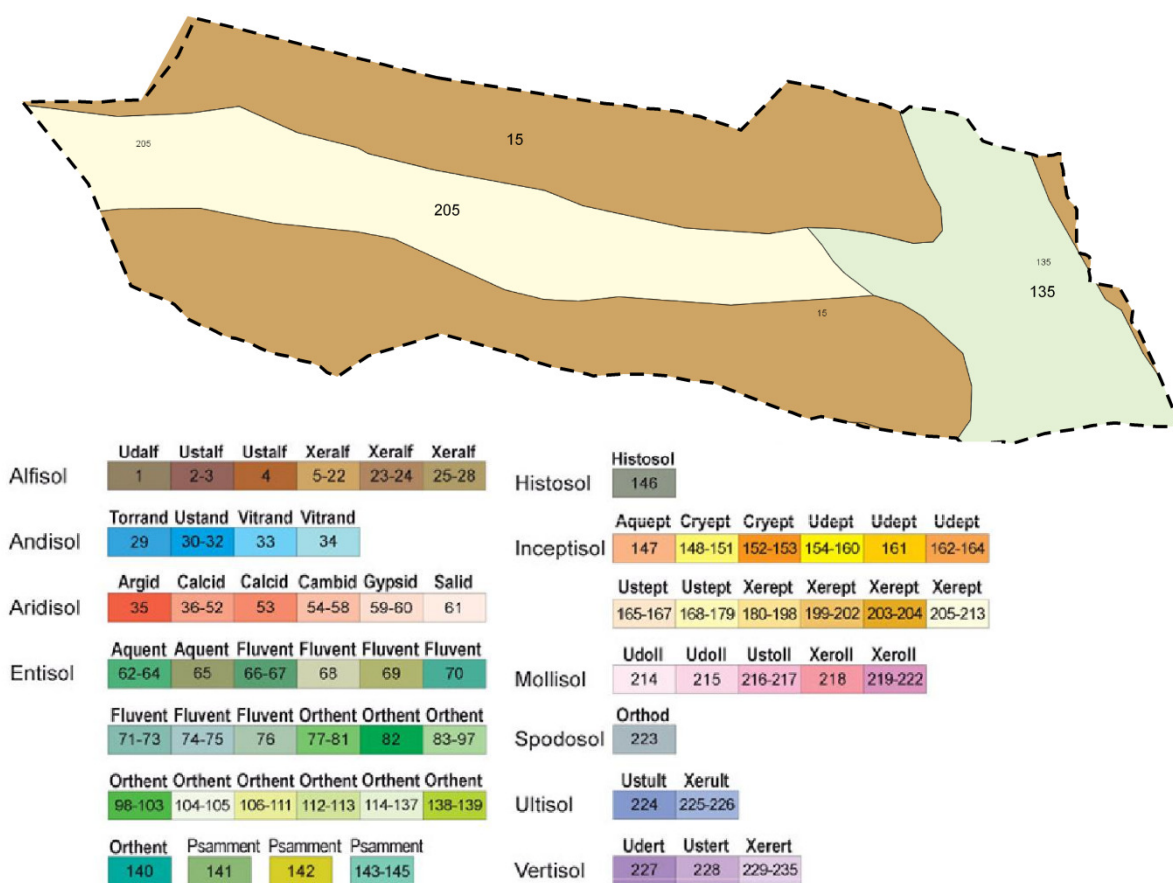 205
15
205
135
135
15
Alfisol
Udalf Ustalf Ustalf Xeralf Xeralf Xeralf
1 2-3 4 5-22 23-24 25-28
Andisol
Torrand Ustand Vitrand Vitrand
29 30-32 33 34
Aridisol
Argid Calcid Calcid Cambid Gypsid Salid
35 36-52 53 54-58 59-60 61
Entisol
Aquent Aquent Fluvent Fluvent Fluvent Fluvent
62-64 65 66-67 68 69 70
Fluvent Fluvent Fluvent Orthent Orthent Orthent
71-73 74-75 76 77-81 82 83-97
Orthent Orthent Orthent Orthent Orthent Orthent
98-103 104-105 106-111 112-113 114-137 138-139
Orthent Psamment Psamment Psamment
140 141 142 143-145
Histosol
Histosol
146
Inceptisol
Aquept Cryept Cryept Udept Udept Udept
147 148-151 152-153 154-160 161 162-164
Ustept Ustept Xerept Xerept Xerept Xerept
165-167 168-179 180-198 199-202 203-204 205-213
Mollisol
Udoll Udoll Ustoll Xeroll Xeroll
214 215 216-217 218 219-222
Spodosol
Orthod
223
Ultisol
Ustult Xerult
224 225-226
Vertisol
Udert Ustert Xerert
227 228 229-235